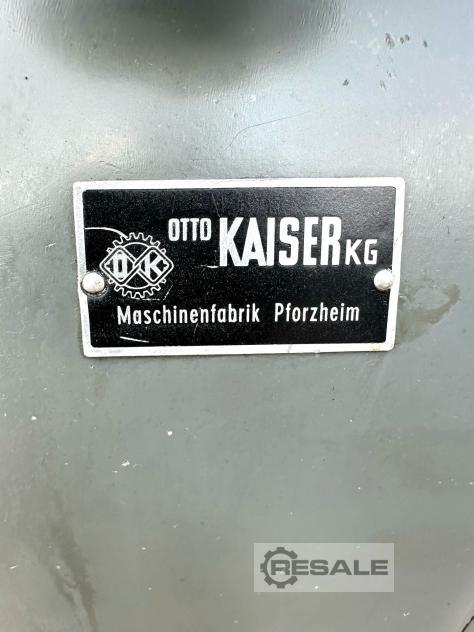 OTTO KAISER KG
OK
Maschinenfabrik Pforzheim
RESALE